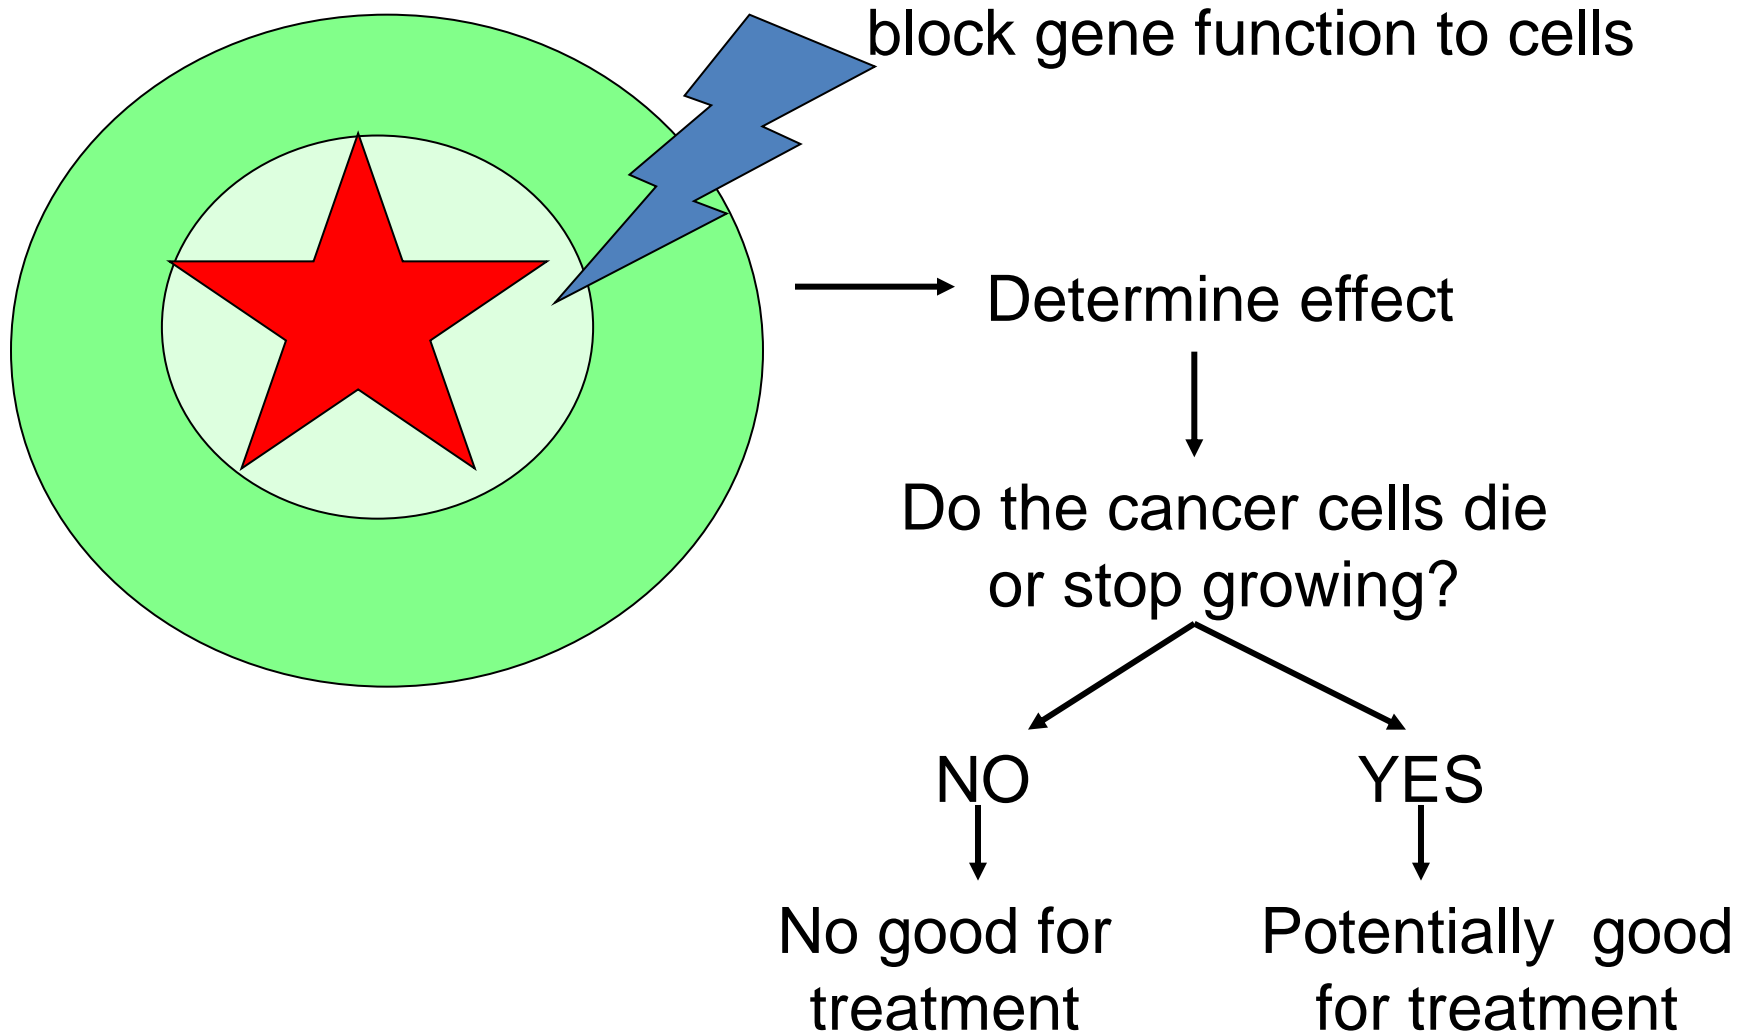 block gene function to cells
Determine effect
Do the cancer cells die
or stop growing?
NO
YES
No good for
treatment
Potentially good
for treatment